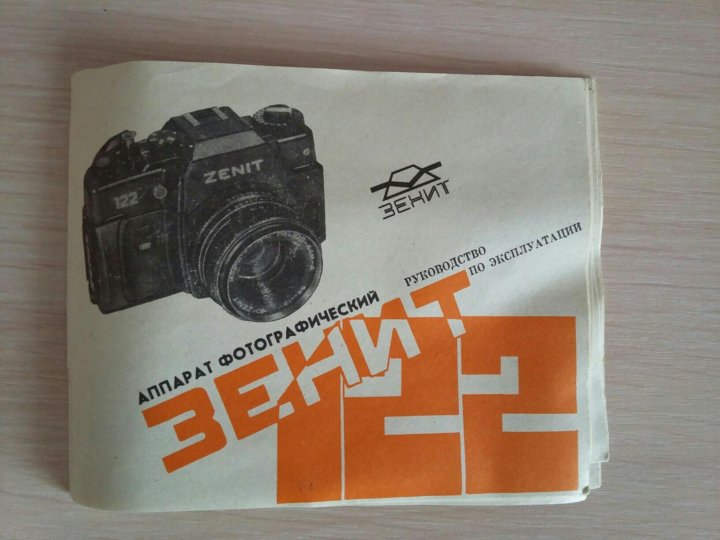 ZENIT
122
ЗЕНИТ
РУКОВОДСТВО
ПО ЭКСПЛУАТАЦИИ
АППАРАТ ФОТОГРАФИЧЕСКИЙ
ЗЕНИТ
122